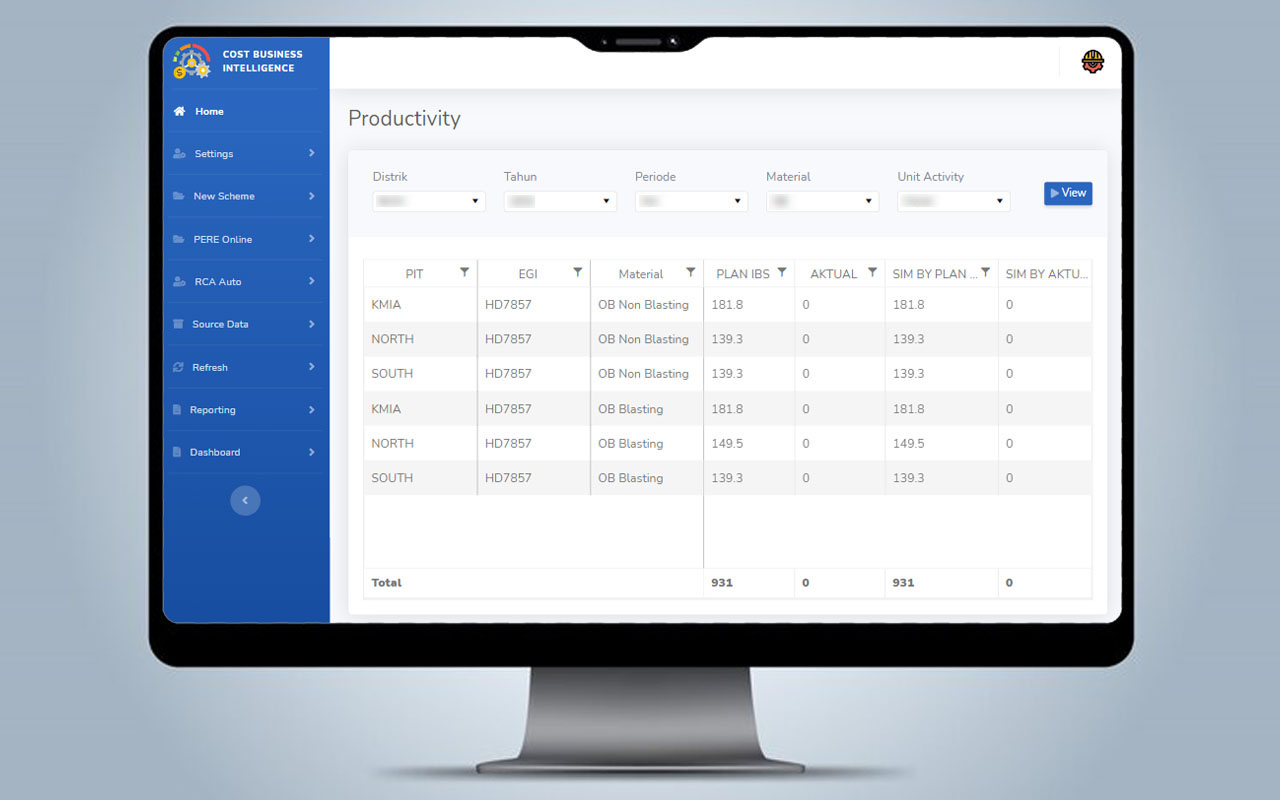 COST BUSINESS
INTELLIGENCE
Home
Settings
New Scheme
PERE Online
RCA Auto
Source Data
Refresh
Reporting
Dashboard
Productivity
Distrik Tahun Periode Material Unit Activity
View
PIT EGI Material PLAN IBS AKTUAL SIM BY PLAN ... SIM BY AKTU...
KMIA HD7857 OB Non Blasting 181.8 0 181.8 0
NORTH HD7857 OB Non Blasting 139.3 0 139.3 0
SOUTH HD7857 OB Non Blasting 139.3 0 139.3 0
KMIA HD7857 OB Blasting 181.8 0 181.8 0
NORTH HD7857 OB Blasting 149.5 0 149.5 0
SOUTH HD7857 OB Blasting 139.3 0 139.3 0
Total 931 0 931 0